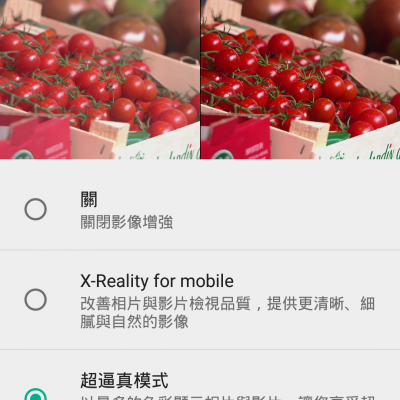 關
關閉影像增強
X-Reality for mobile
改善相片與影片檢視品質，提供更清晰、細
膩與自然的影像
超逼真模式